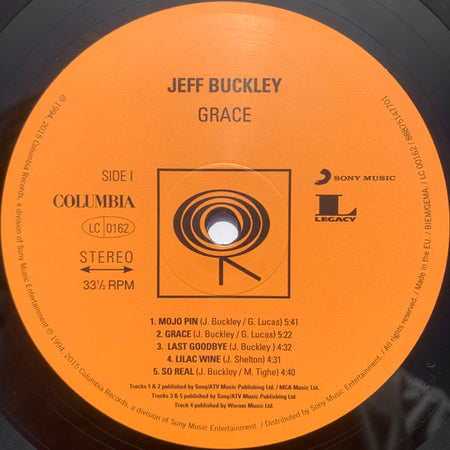 JEFF BUCKLEY
GRACE
SIDE I
COLUMBIA
LC 0162
STEREO
33⅓ RPM
SONY MUSIC
L
LEGACY
1. MOJO PIN (J. Buckley / G. Lucas) 5:41
2. GRACE (J. Buckley / G. Lucas) 5:22
3. LAST GOODBYE (J. Buckley ) 4:32
4. LILAC WINE (J. Shelton) 4:31
5. SO REAL (J. Buckley / M. Tighe) 4:40
Tracks 1 & 2 published by Sony/ATV Music Publishing Ltd. / MCA Music Ltd.
Tracks 3 & 5 published by Sony/ATV Music Publishing Ltd.
Track 4 published by Warner Music Ltd.
℗ 1994, 2015 Columbia Records, a division of Sony Music Entertainment / © 1994, 2015 Columbia Records, a division of Sony Music Entertainment. / Distributed by Sony Music Entertainment. / All rights reserved. / Made in the EU. / BIEM/GEMA. / LC 00162 / 88875147701